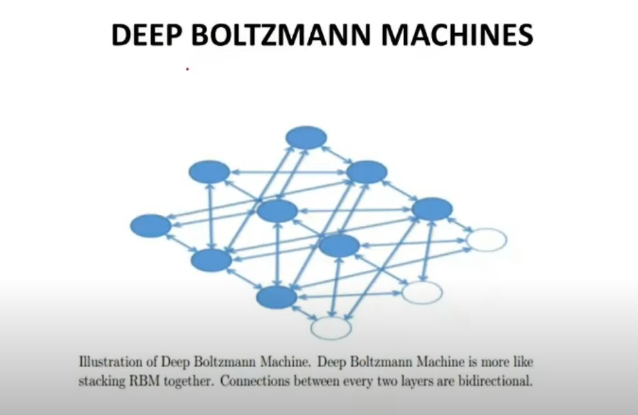 DEEP BOLTZMANN MACHINES
Illustration of Deep Boltzmann Machine. Deep Boltzmann Machine is more like
stacking RBM together. Connections between every two layers are bidirectional.